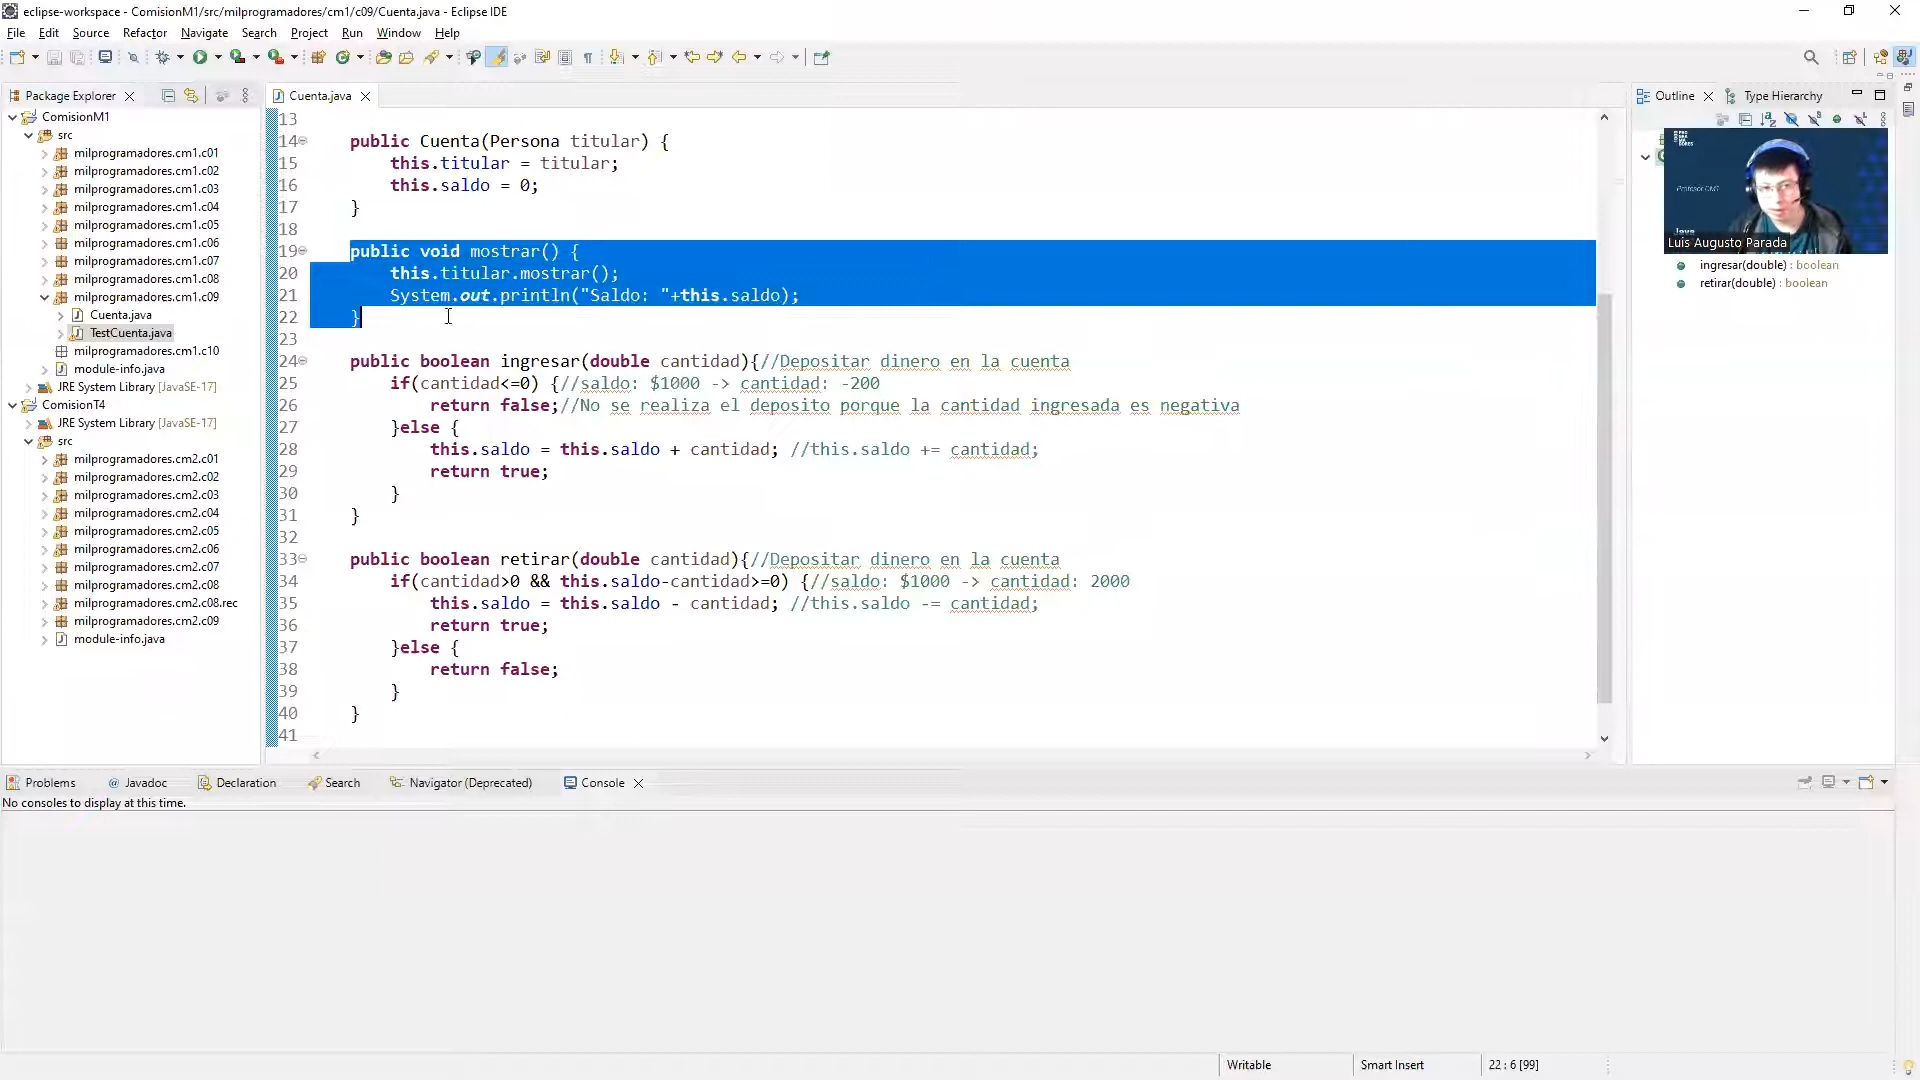 eclipse-workspace - ComisionM1/src/milprogramadores/cm1/c09/Cuenta.java - Eclipse IDE
File Edit Source Refactor Navigate Search Project Run Window Help
Package Explorer
Cuenta.java
Outline
Type Hierarchy
ComisionM1
src
milprogramadores.cm1.c01
milprogramadores.cm1.c02
milprogramadores.cm1.c03
milprogramadores.cm1.c04
milprogramadores.cm1.c05
milprogramadores.cm1.c06
milprogramadores.cm1.c07
milprogramadores.cm1.c08
milprogramadores.cm1.c09
Cuenta.java
TestCuenta.java
milprogramadores.cm1.c10
module-info.java
JRE System Library [JavaSE-17]
ComisionT4
JRE System Library [JavaSE-17]
src
milprogramadores.cm2.c01
milprogramadores.cm2.c02
milprogramadores.cm2.c03
milprogramadores.cm2.c04
milprogramadores.cm2.c05
milprogramadores.cm2.c06
milprogramadores.cm2.c07
milprogramadores.cm2.c08
milprogramadores.cm2.c08.rec
milprogramadores.cm2.c09
module-info.java
13
14 public Cuenta(Persona titular) {
15 this.titular = titular;
16 this.saldo = 0;
17 }
18
19 public void mostrar() {
20 this.titular.mostrar();
21 System.out.println("Saldo: "+this.saldo);
22 }
23
24 public boolean ingresar(double cantidad){//Depositar dinero en la cuenta
25 if(cantidad<=0) {//saldo: $1000 -> cantidad: -200
26 return false;//No se realiza el deposito porque la cantidad ingresada es negativa
27 }else {
28 this.saldo = this.saldo + cantidad; //this.saldo += cantidad;
29 return true;
30 }
31 }
32
33 public boolean retirar(double cantidad){//Depositar dinero en la cuenta
34 if(cantidad>0 && this.saldo-cantidad>=0) {//saldo: $1000 -> cantidad: 2000
35 this.saldo = this.saldo - cantidad; //this.saldo -= cantidad;
36 return true;
37 }else {
38 return false;
39 }
40 }
41
PRO
GRAMA
DORES
Profesor CM1
Java
Luis Augusto Parada
ingresar(double) : boolean
retirar(double) : boolean
Problems
@ Javadoc
Declaration
Search
Navigator (Deprecated)
Console
No consoles to display at this time.
Writable
Smart Insert
22 : 6 [99]